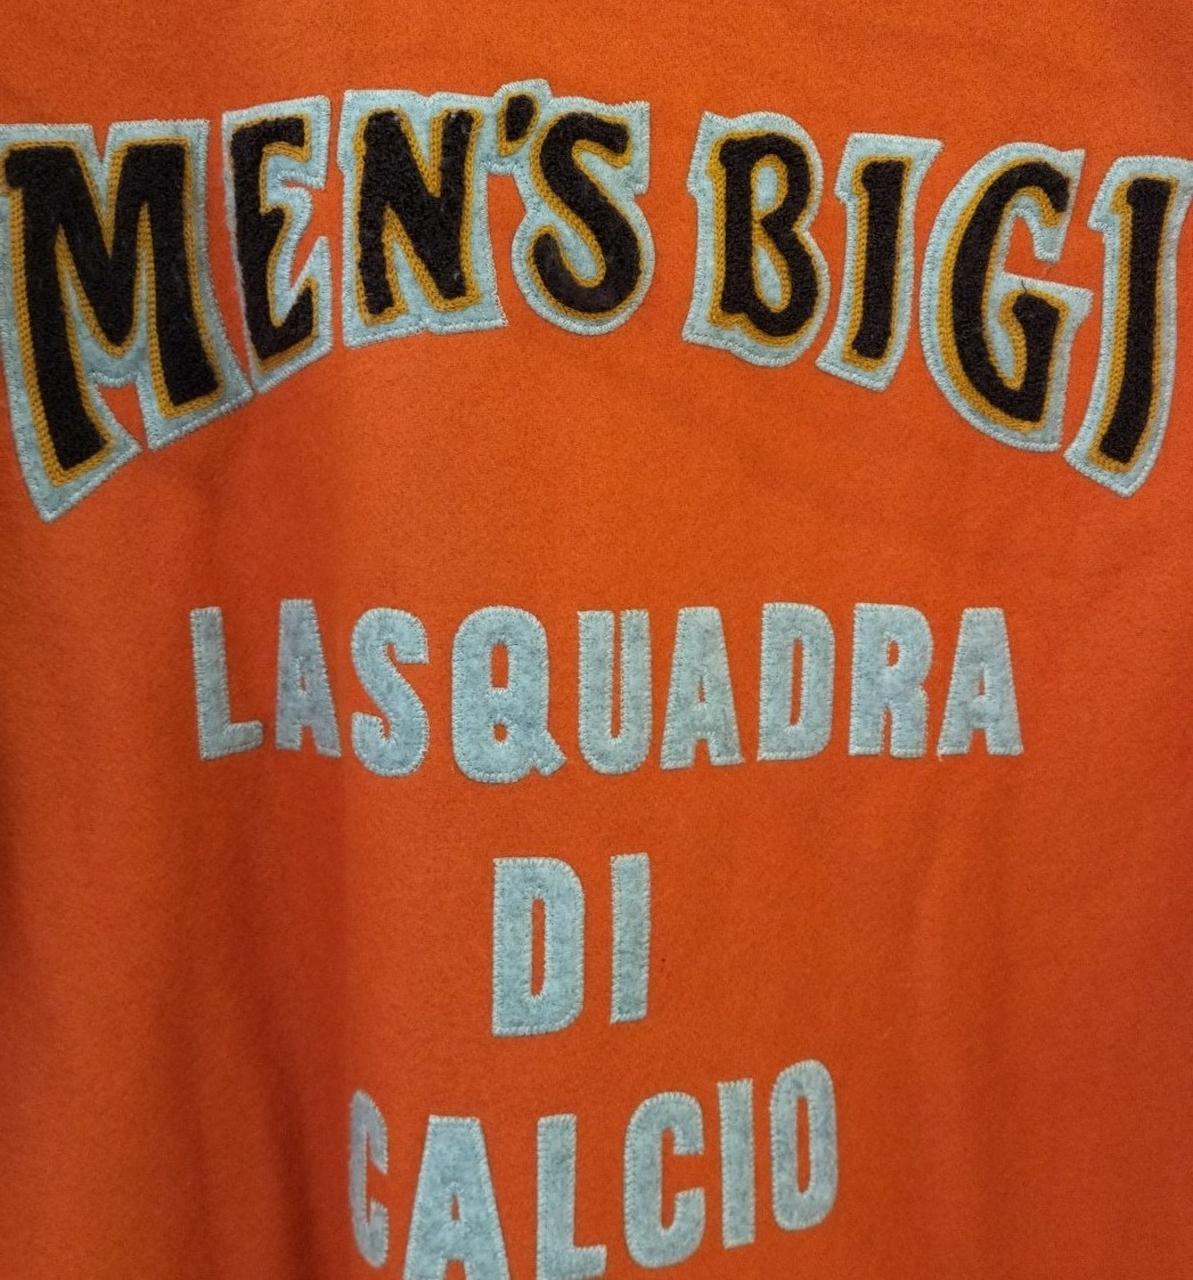 MEN'S BIGI
LASQUADRA
DI
CALCIO